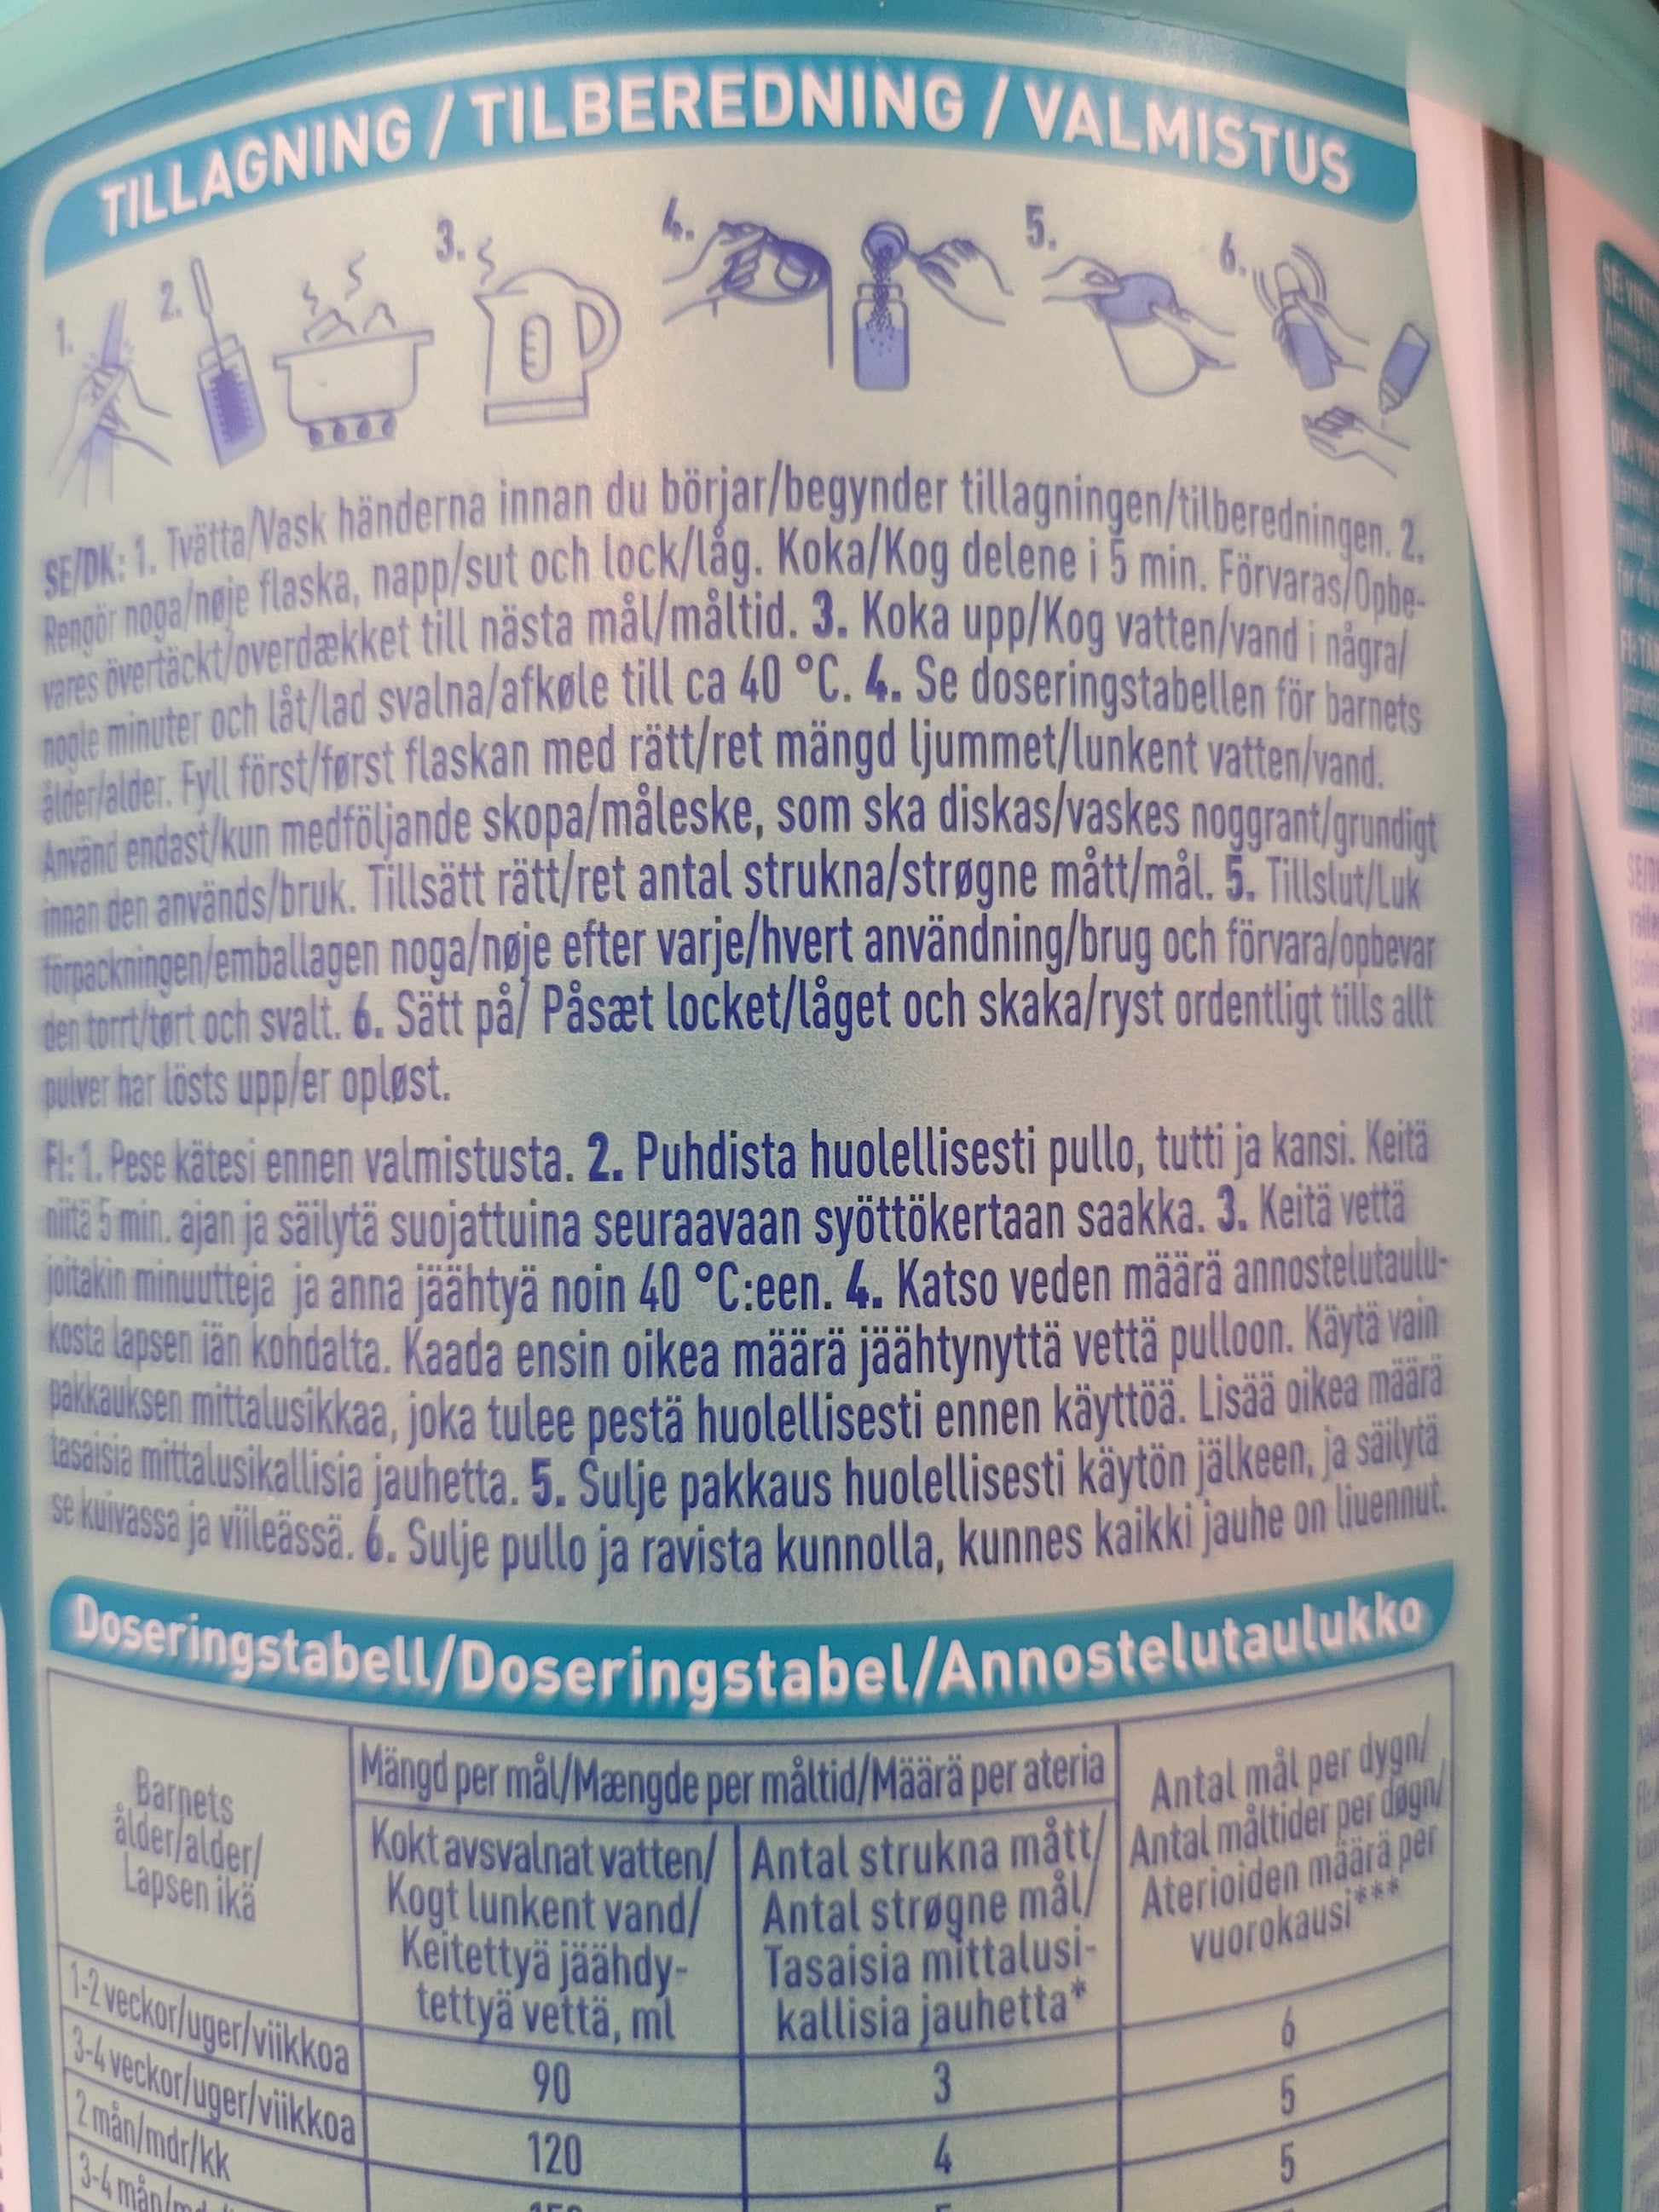 TILLAGNING / TILBEREDNING / VALMISTUS
1.
2.
3.
4.
5.
6.
SE/DK: 1. Tvätta/Vask händerna innan du börjar/begynder tillagningen/tilberedningen. 2.
Rengör noga/nøje flaska, napp/sut och lock/låg. Koka/Kog delene i 5 min. Förvaras/Opbe-
vares övertäckt/overdækket till nästa mål/måltid. 3. Koka upp/Kog vatten/vand i några/
nogle minuter och låt/lad svalna/afkøle till ca 40 °C. 4. Se doseringstabellen för barnets
ålder/alder. Fyll först/først flaskan med rätt/ret mängd ljummet/lunkent vatten/vand.
Använd endast/kun medföljande skopa/måleske, som ska diskas/vaskes noggrant/grundigt
innan den används/bruk. Tillsätt rätt/ret antal strukna/strøgne mått/mål. 5. Tillslut/Luk
förpackningen/emballagen noga/nøje efter varje/hvert användning/brug och förvara/opbevar
den torrt/tørt och svalt. 6. Sätt på/ Påsæt locket/låget och skaka/ryst ordentligt tills allt
pulver har lösts upp/er opløst.
FI: 1. Pese kätesi ennen valmistusta. 2. Puhdista huolellisesti pullo, tutti ja kansi. Keitä
niitä 5 min. ajan ja säilytä suojattuina seuraavaan syöttökertaan saakka. 3. Keitä vettä
joitakin minuutteja ja anna jäähtyä noin 40 °C:een. 4. Katso veden määrä annostelutaulu-
kosta lapsen iän kohdalta. Kaada ensin oikea määrä jäähtynyttä vettä pulloon. Käytä vain
pakkauksen mittalusikkaa, joka tulee pestä huolellisesti ennen käyttöä. Lisää oikea määrä
tasaisia mittalusikallisia jauhetta. 5. Sulje pakkaus huolellisesti käytön jälkeen, ja säilytä
se kuivassa ja viileässä. 6. Sulje pullo ja ravista kunnolla, kunnes kaikki jauhe on liuennut.
Doseringstabell/Doseringstabel/Annostelutaulukko
Barnets
ålder/alder/
Lapsen ikä
Mängd per mål/Mængde per måltid/Määrä per ateria
Kokt avsvalnat vatten/
Kogt lunkent vand/
Keitettyä jäähdy-
tettyä vettä, ml
Antal strukna mått/
Antal strøgne mål/
Tasaisia mittalusi-
kallisia jauhetta*
Antal mål per dygn/
Antal måltider per døgn/
Aterioiden määrä per
vuorokausi***
1-2 veckor/uger/viikkoa
90
3
6
3-4 veckor/uger/viikkoa
120
4
5
2 mån/mdr/kk
5
3-4